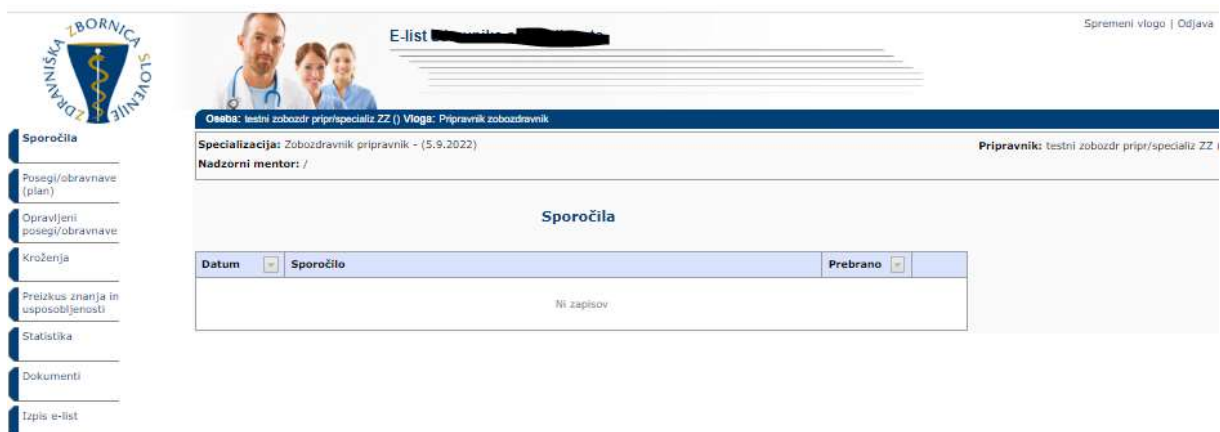 ZDRAVNIŠKA ZBORNICA SLOVENIJE
E-list
Spremeni vlogo | Odjava
Oseba: testni zobozdr pripr/specializ ZZ () Vloga: Pripravnik zobozdravnik
Specializacija: Zobozdravnik pripravnik - (5.9.2022)
Pripravnik: testni zobozdr pripr/specializ ZZ (
Nadzorni mentor: /
Sporočila
Posegi/obravnave
(plan)
Opravljeni
posegi/obravnave
Kroženja
Preizkus znanja in
usposobljenosti
Statistika
Dokumenti
Izpis e-list
Sporočila
Datum Sporočilo Prebrano
Ni zapisov